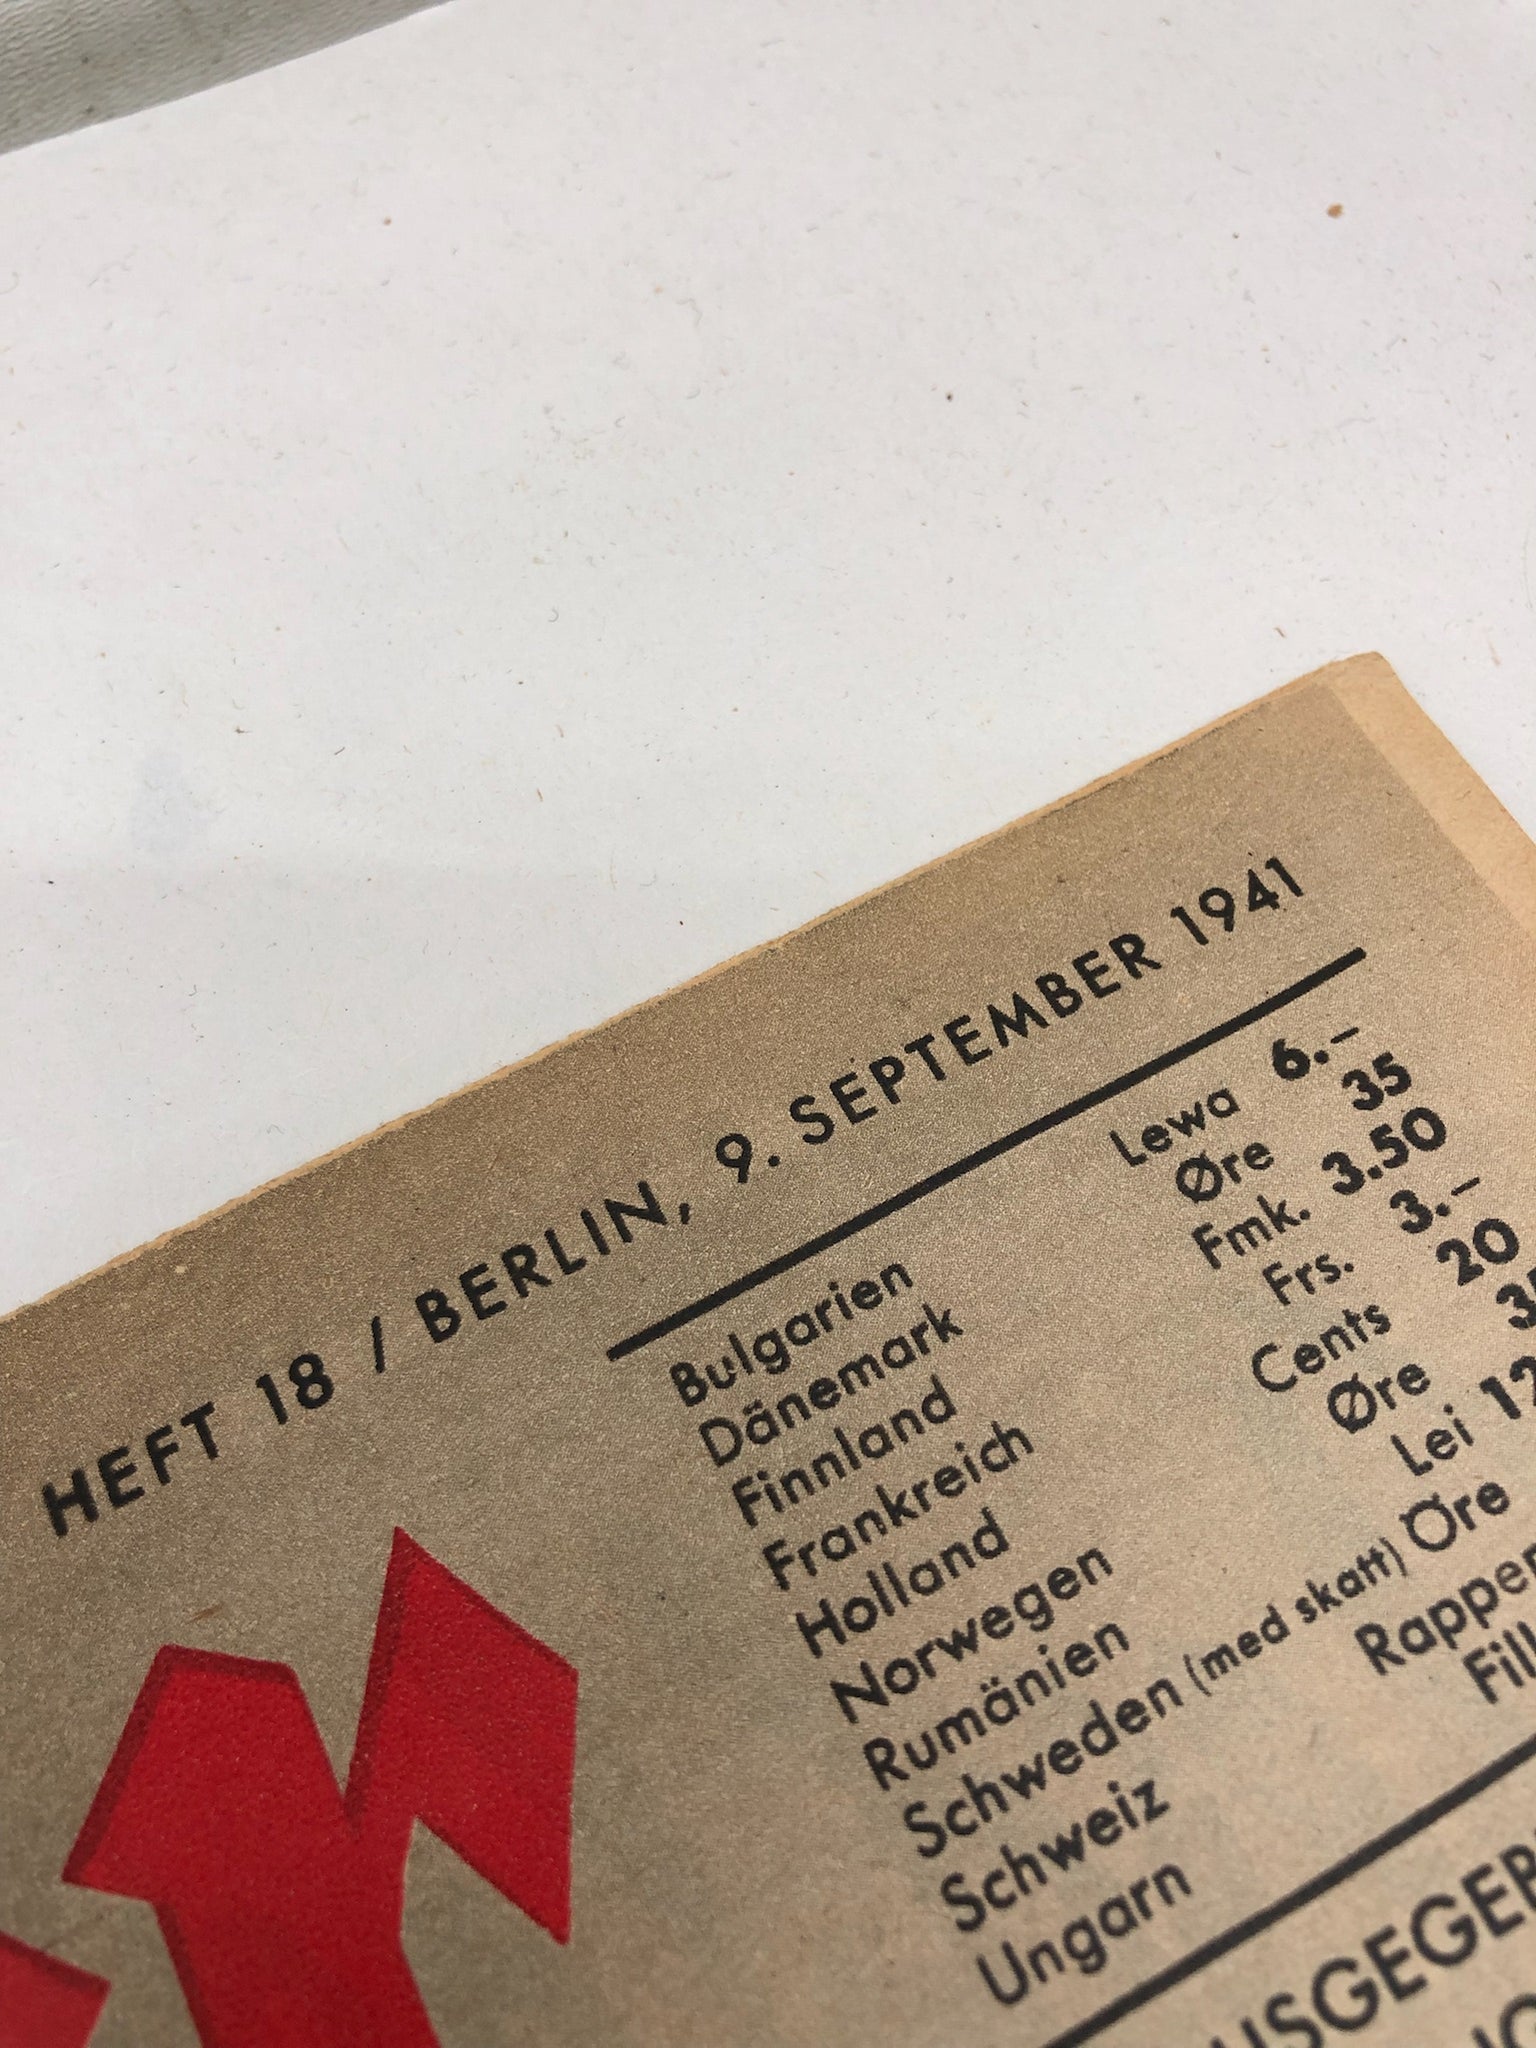 HEFT 18 / BERLIN, 9. SEPTEMBER 1941
Bulgarien Lewa 6.–
Dänemark Øre 35
Finnland Fmk. 3.50
Frankreich Frs. 3.–
Holland Cents 20
Norwegen Øre
Rumänien Lei
Schweden (med skatt) Øre
Schweiz
Ungarn